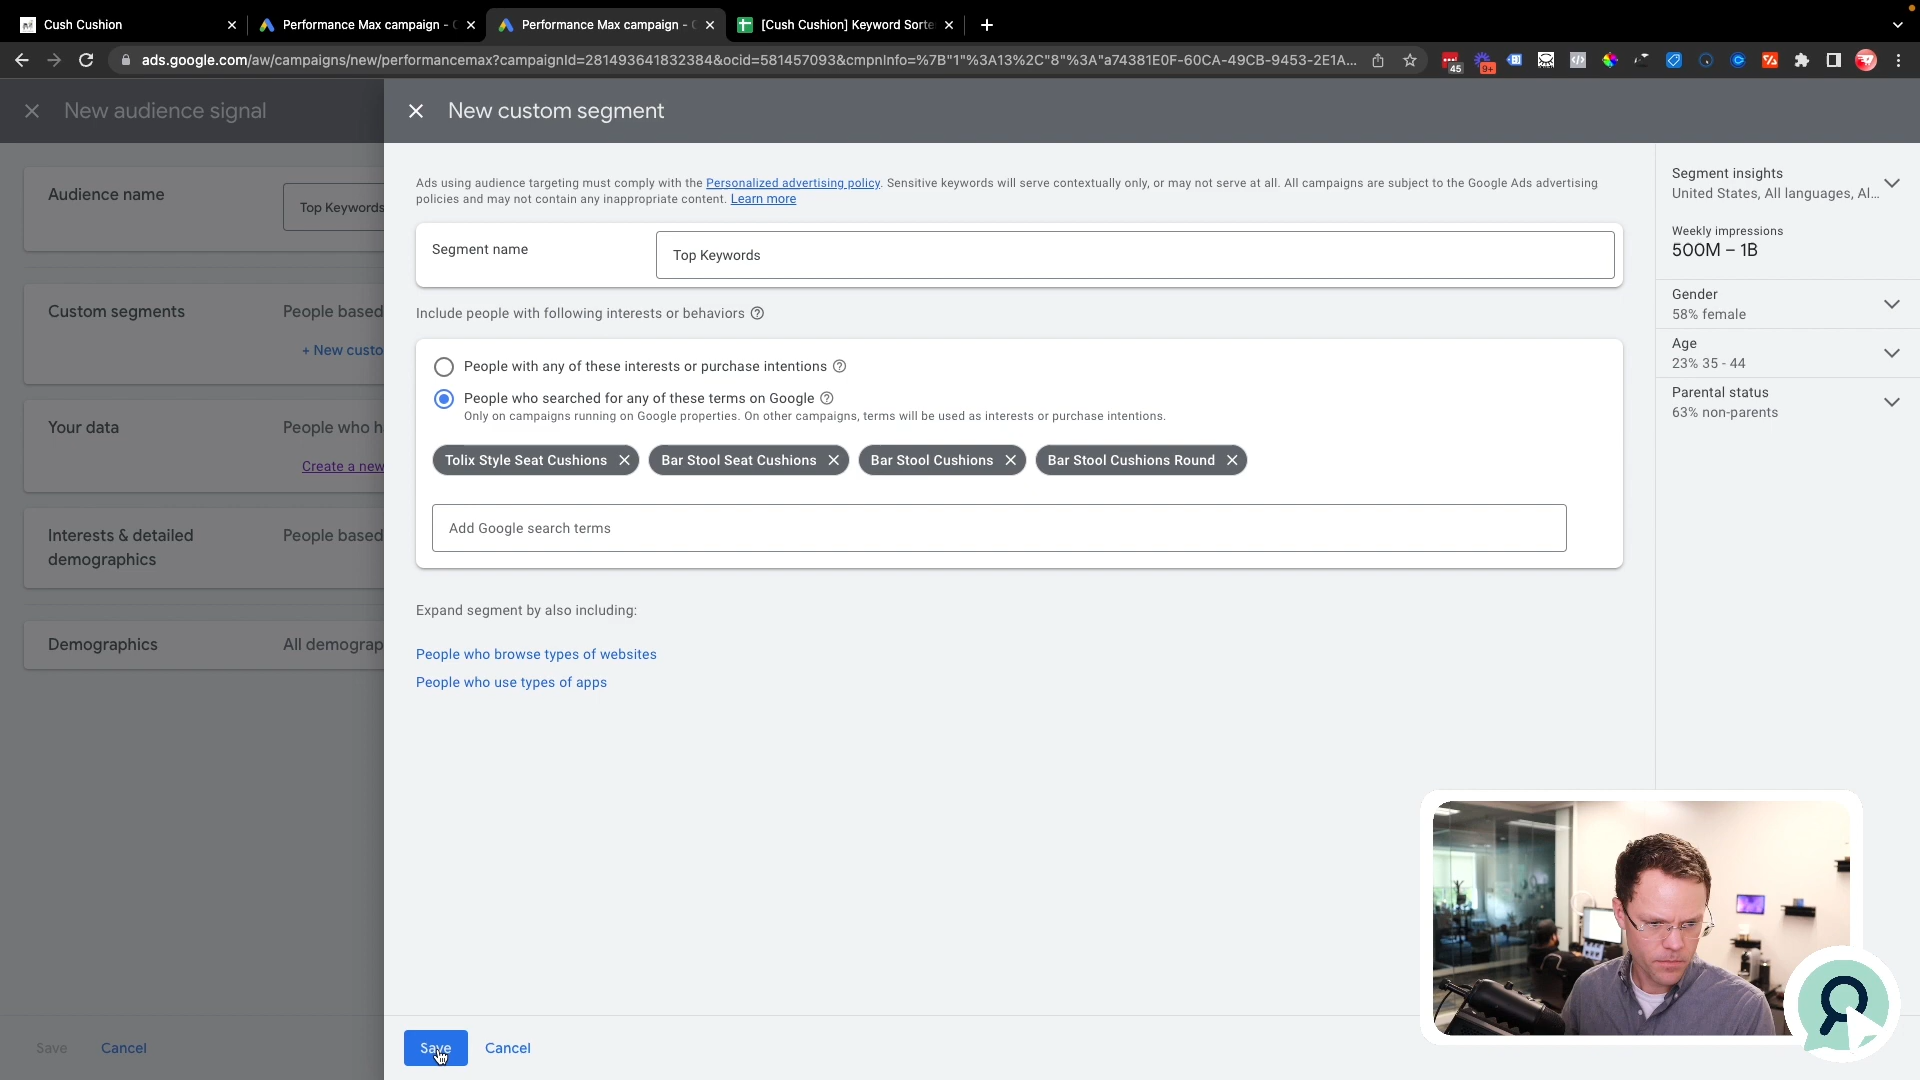 Cush Cushion
Performance Max campaign - C
Performance Max campaign - C
[Cush Cushion] Keyword Sorte
ads.google.com/aw/campaigns/new/performancemax?campaignId=281493641832384&ocid=581457093&cmpnInfo=%7B"1"%3A13%2C"8"%3A"a74381E0F-60CA-49CB-9453-2E1A...
45
9+
New audience signal
New custom segment
Audience name
Top Keywords
Custom segments
People based
+ New custo
Your data
People who h
Create a new
Interests & detailed
demographics
People based
Demographics
All demograp
Save
Cancel
Ads using audience targeting must comply with the Personalized advertising policy. Sensitive keywords will serve contextually only, or may not serve at all. All campaigns are subject to the Google Ads advertising
policies and may not contain any inappropriate content. Learn more
Segment name
Top Keywords
Include people with following interests or behaviors
People with any of these interests or purchase intentions
People who searched for any of these terms on Google
Only on campaigns running on Google properties. On other campaigns, terms will be used as interests or purchase intentions.
Tolix Style Seat Cushions
Bar Stool Seat Cushions
Bar Stool Cushions
Bar Stool Cushions Round
Add Google search terms
Expand segment by also including:
People who browse types of websites
People who use types of apps
Save
Cancel
Segment insights
United States, All languages, Al...
Weekly impressions
500M – 1B
Gender
58% female
Age
23% 35 - 44
Parental status
63% non-parents